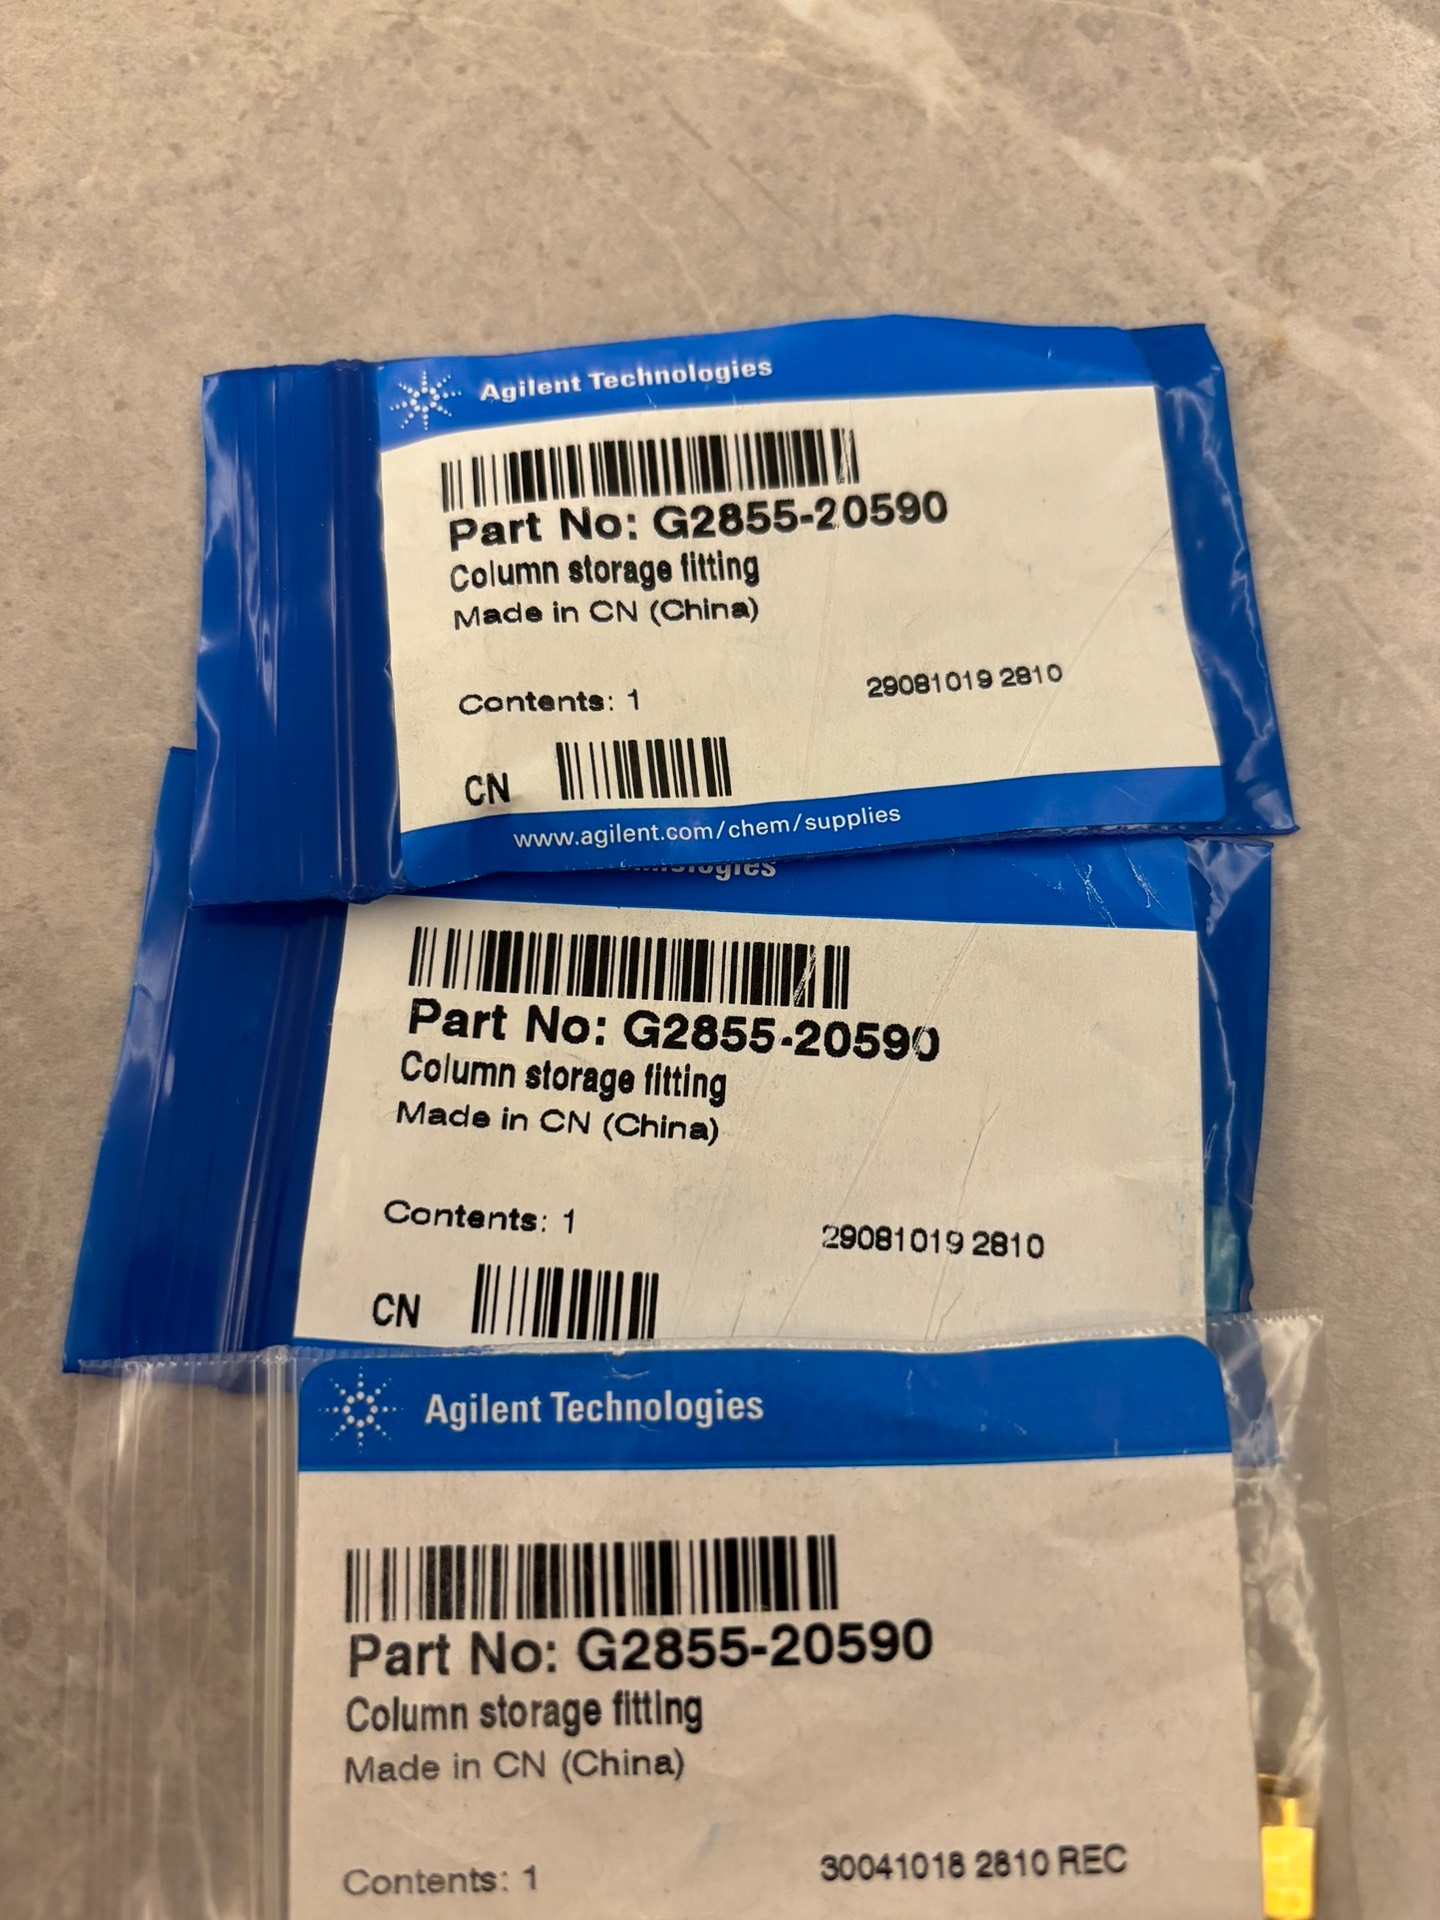 Agilent Technologies
Part No: G2855-20590
Column storage fitting
Made in CN (China)
Contents: 1
29081019 2810
CN
www.agilent.com/chem/supplies
Part No: G2855-20590
Column storage fitting
Made in CN (China)
Contents: 1
29081019 2810
CN
Agilent Technologies
Part No: G2855-20590
Column storage fitting
Made in CN (China)
Contents: 1
30041018 2810 REC